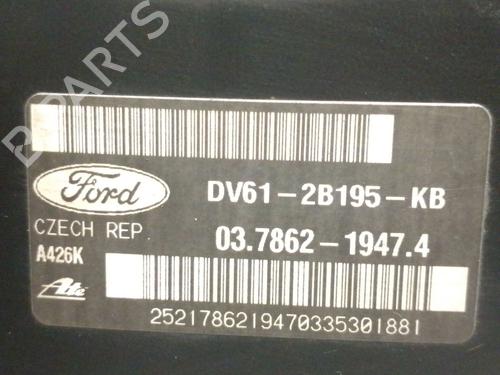 B PARTS
Ford
DV61-2B195-KB
CZECH REP
03.7862-1947.4
A426K
Ate
2521786219470335301881